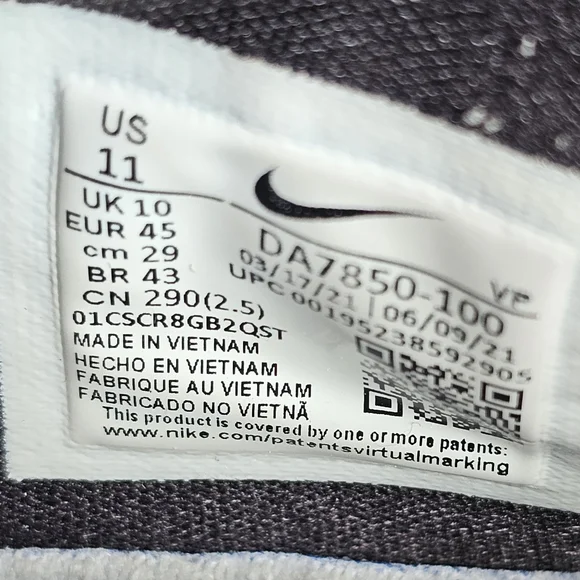 US
11
UK 10
EUR 45
cm 29
BR 43
CN 290(2.5)
01CSCR8GB2QST
DA7850-100
VP
03/17/21 | 06/09/21
UPC 00195238592905
MADE IN VIETNAM
HECHO EN VIETNAM
FABRIQUE AU VIETNAM
FABRICADO NO VIETNÃ
This product is covered by one or more patents:
www.nike.com/patentsvirtualmarking